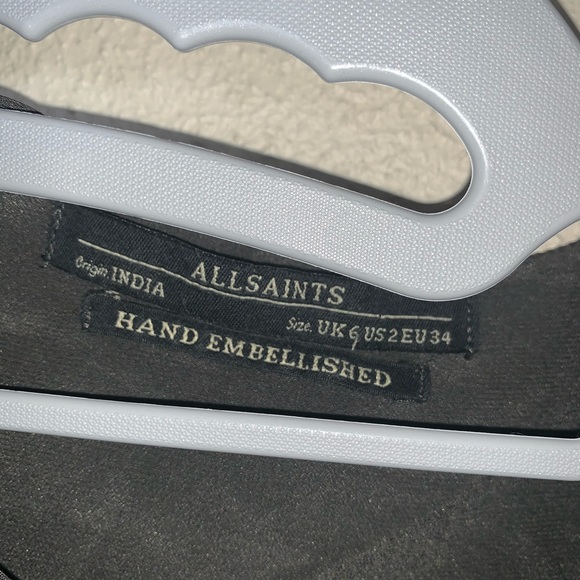 ALLSAINTS
Origin. INDIA
Size. UK 6 US 2 EU 34
HAND EMBELLISHED